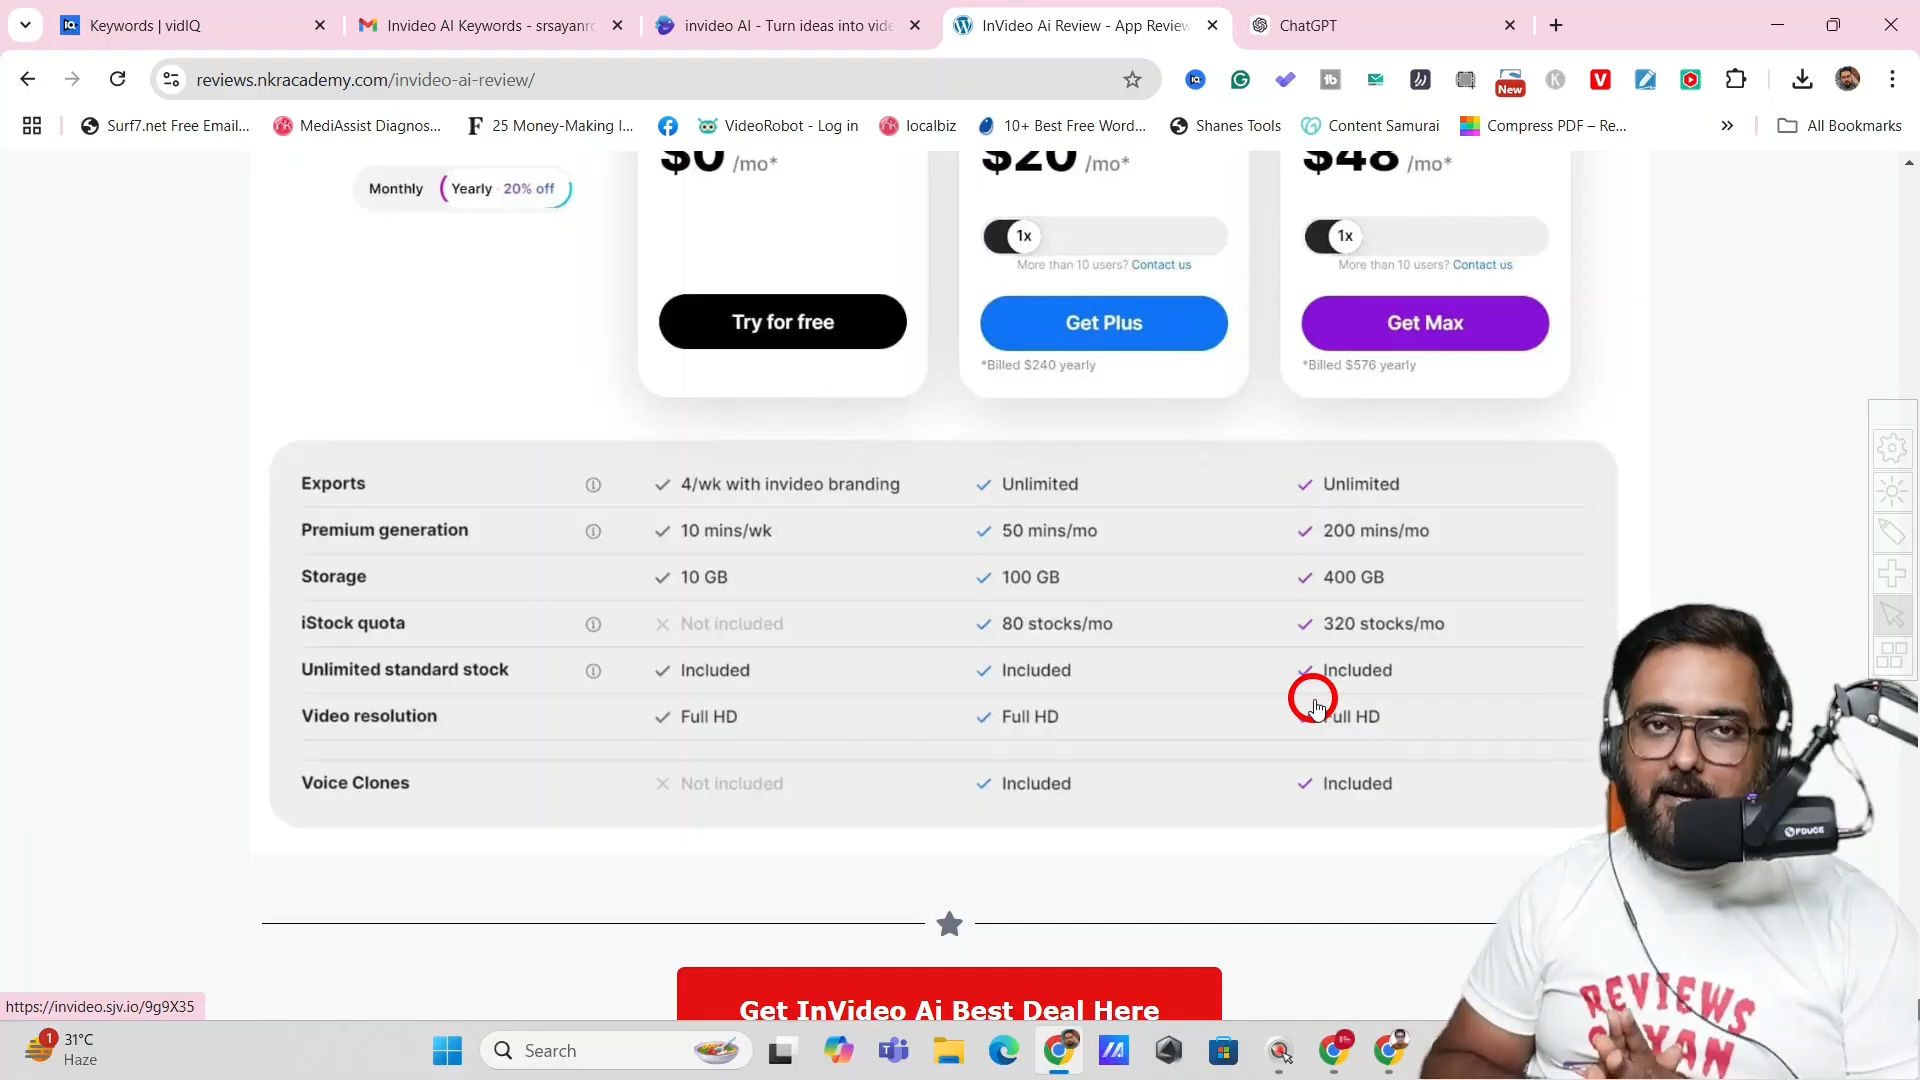 Keywords | vidIQ
Invideo AI Keywords - srsayanr
invideo AI - Turn ideas into vide
InVideo Ai Review - App Review
ChatGPT
reviews.nkracademy.com/invideo-ai-review/
New
Surf7.net Free Email...
MediAssist Diagnos...
25 Money-Making I...
VideoRobot - Log in
localbiz
10+ Best Free Word...
Shanes Tools
Content Samurai
Compress PDF – Re...
All Bookmarks
Monthly
Yearly · 20% off
$0 /mo*
$20 /mo*
$48 /mo*
1x
1x
More than 10 users? Contact us
More than 10 users? Contact us
Try for free
Get Plus
Get Max
*Billed $240 yearly
*Billed $576 yearly
Exports 4/wk with invideo branding Unlimited Unlimited
Premium generation 10 mins/wk 50 mins/mo 200 mins/mo
Storage 10 GB 100 GB 400 GB
iStock quota Not included 80 stocks/mo 320 stocks/mo
Unlimited standard stock Included Included Included
Video resolution Full HD Full HD Full HD
Voice Clones Not included Included Included
FDUCE
REVIEWS
Get InVideo Ai Best Deal Here
https://invideo.sjv.io/9g9X35
1
31°C
Haze
Search